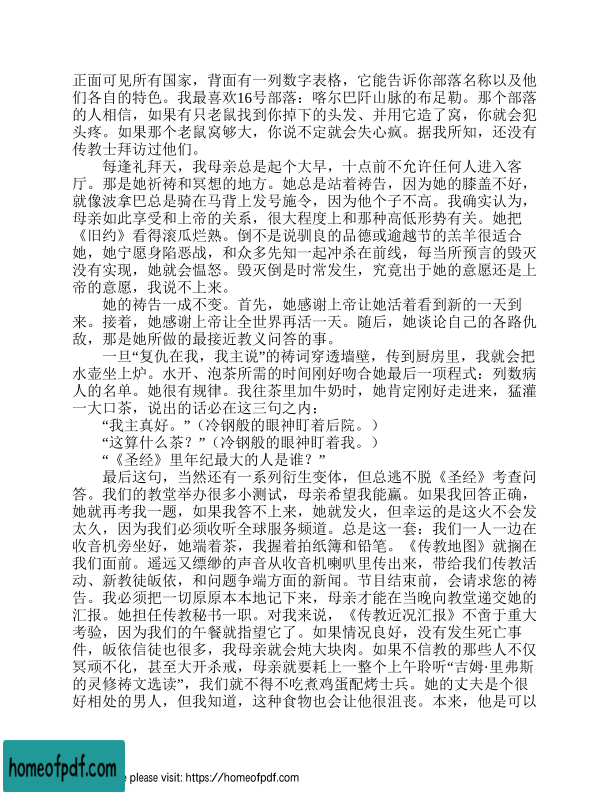 正面可见所有国家，背面有一列数字表格，它能告诉你部落名称以及他
们各自的特色。我最喜欢16号部落：喀尔巴阡山脉的布足勒。那个部落
的人相信，如果有只老鼠找到你掉下的头发、并用它造了窝，你就会犯
头疼。如果那个老鼠窝够大，你说不定就会失心疯。据我所知，还没有
传教士拜访过他们。
每逢礼拜天，我母亲总是起个大早，十点前不允许任何人进入客
厅。那是她祈祷和冥想的地方。她总是站着祷告，因为她的膝盖不好，
就像波拿巴总是骑在马背上发号施令，因为他个子不高。我确实认为，
母亲如此享受和上帝的关系，很大程度上和那种高低形势有关。她把
《旧约》看得滚瓜烂熟。倒不是说驯良的品德或逾越节的羔羊很适合
她，她宁愿身陷恶战，和众多先知一起冲杀在前线，每当所预言的毁灭
没有实现，她就会愠怒。毁灭倒是时常发生，究竟出于她的意愿还是上
帝的意愿，我说不上来。
她的祷告一成不变。首先，她感谢上帝让她活着看到新的一天到
来。接着，她感谢上帝让全世界再活一天。随后，她谈论自己的各路仇
敌，那是她所做的最接近教义问答的事。
一旦“复仇在我，我主说”的祷词穿透墙壁，传到厨房里，我就会把
水壶坐上炉。水开、泡茶所需的时间刚好吻合她最后一项程式：列数病
人的名单。她很有规律。我往茶里加牛奶时，她肯定刚好走进来，猛灌
一大口茶，说出的话必在这三句之内：
“我主真好。”（冷钢般的眼神盯着后院。）
“这算什么茶？”（冷钢般的眼神盯着我。）
“《圣经》里年纪最大的人是谁？”
最后这句，当然还有一系列衍生变体，但总逃不脱《圣经》考查问
答。我们的教堂举办很多小测试，母亲希望我能赢。如果我回答正确，
她就再考我一题，如果我答不上来，她就发火，但幸运的是这火不会发
太久，因为我们必须收听全球服务频道。总是这一套；我们一人一边在
收音机旁坐好，她端着茶，我握着拍纸簿和铅笔。《传教地图》就搁在
我们面前。遥远又缥缈的声音从收音机喇叭里传出来，带给我们传教活
动、新教徒皈依，和问题争端方面的新闻。节目结束前，会请求您的祷
告。我必须把一切原原本本地记下来，母亲才能在当晚向教堂递交她的
汇报。她担任传教秘书一职。对我来说，《传教近况汇报》不啻于重大
考验，因为我们的午餐就指望它了。如果情况良好，没有发生死亡事
件，皈依信徒也很多，我母亲就会炖大块肉。如果不信教的那些人不仅
冥顽不化，甚至大开杀戒，母亲就要耗上一整个上午聆听“吉姆·里弗斯
的灵修祷文选读”，我们就不得不吃煮鸡蛋配烤士兵。她的丈夫是个很
好相处的男人，但我知道，这种食物也会让他很沮丧。本来，他是可以
homeofpdf.com
e please visit: https://homeofpdf.com